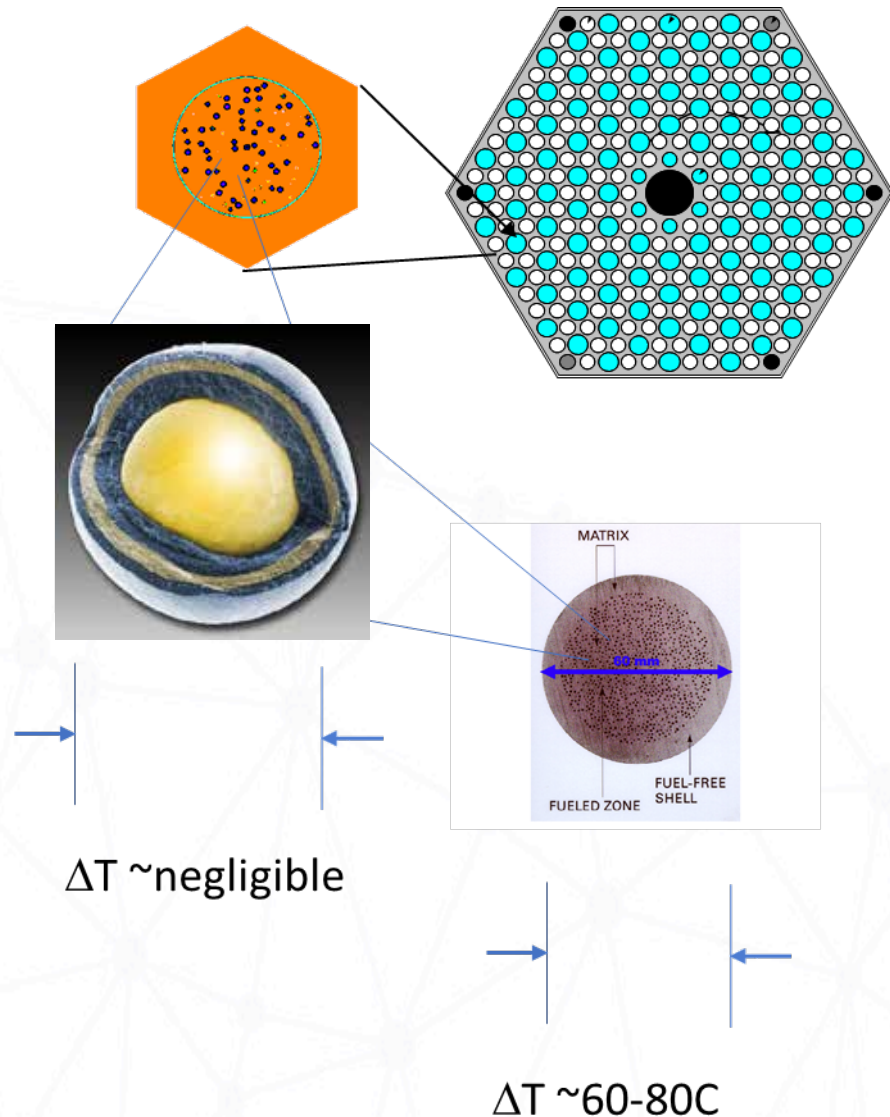 MATRIX
60 mm
FUEL-FREE
SHELL
FUELED ZONE
ΔT ~negligible
ΔT ~60-80C